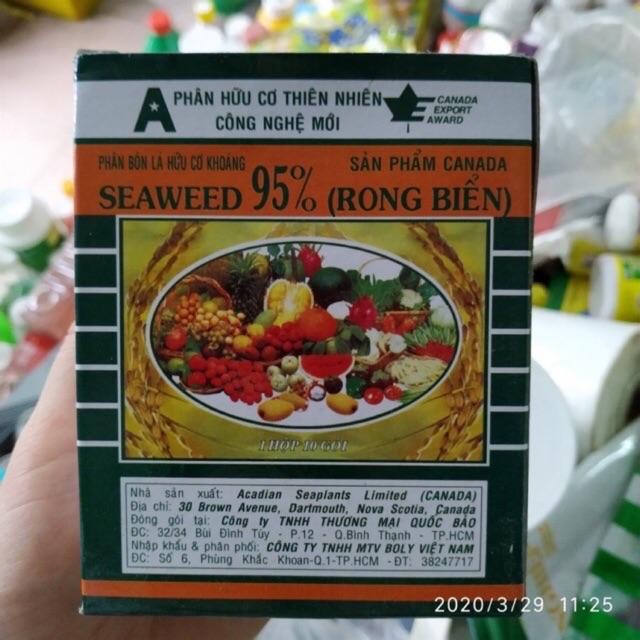 A PHÂN HỮU CƠ THIÊN NHIÊN
CÔNG NGHỆ MỚI
CANADA
EXPORT
AWARD
PHÂN BÓN LÁ HỮU CƠ KHOÁNG
SẢN PHẨM CANADA
SEAWEED 95% (RONG BIỂN)
1 HỘP 10 GÓI
Nhà sản xuất: Acadian Seaplants Limited (CANADA)
Địa chỉ: 30 Brown Avenue, Dartmouth, Nova Scotia, Canada
Đóng gói tại: Công ty TNHH THƯƠNG MẠI QUỐC BẢO
ĐC: 32/34 Bùi Đình Túy - P.12 - Q.Bình Thạnh - TP.HCM
Nhập khẩu & phân phối: CÔNG TY TNHH MTV BOLY VIỆT NAM
ĐC: Số 6, Phùng Khắc Khoan-Q.1-TP.HCM -ĐT: 38247717
2020/3/29 11:25